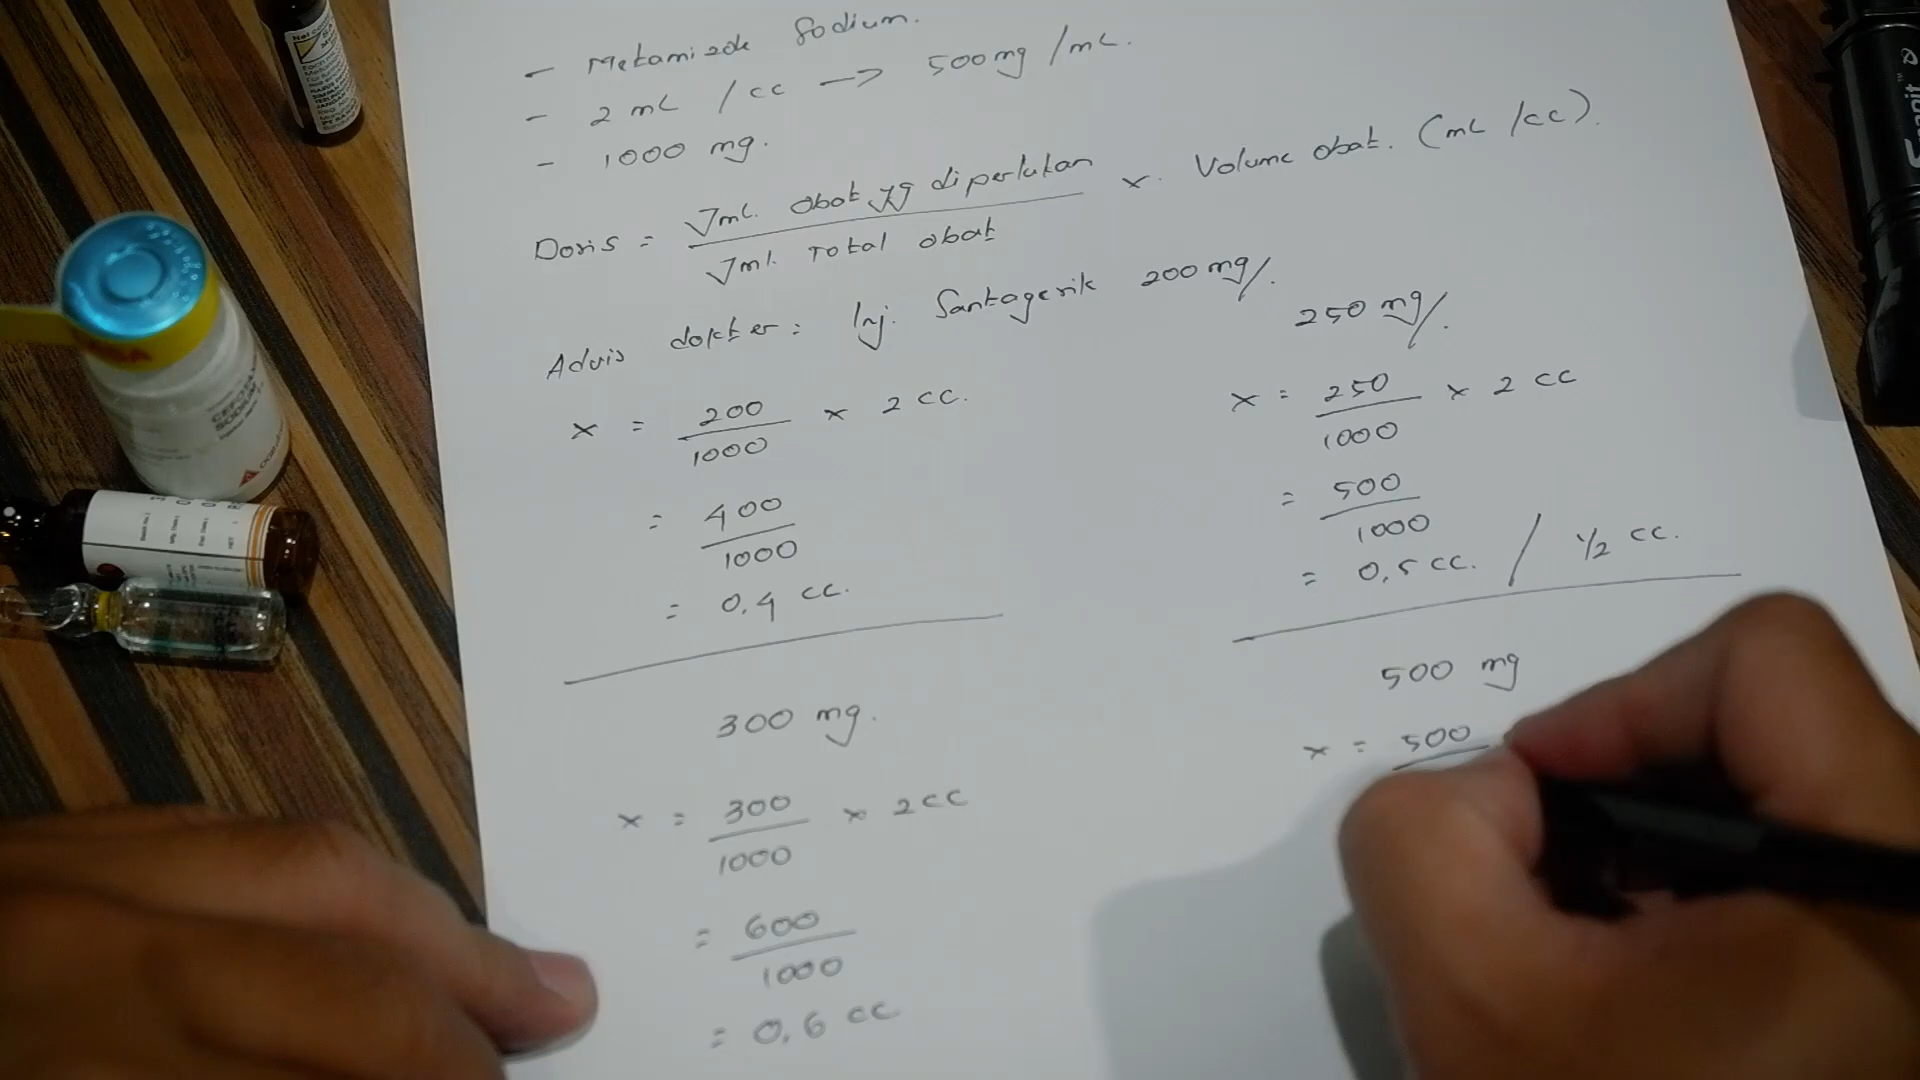 - Metamizole Sodium.
- 2 mL / cc → 500 mg / mL.
- 1000 mg.
Dosis = Jml. obat yg diperlukan / Jml. Total obat x. Volume obat. (mL / cc).
Advis dokter : Inj. Santagesik 200 mg/.
x = 200 / 1000 x 2 cc.
= 400 / 1000
= 0,4 cc.
300 mg.
x = 300 / 1000 x 2 cc
= 600 / 1000
= 0,6 cc
250 mg/.
x = 250 / 1000 x 2 cc
= 500 / 1000
= 0,5 cc. / 1/2 cc.
500 mg
x = 500
CEFOTAXIME
SODIUM